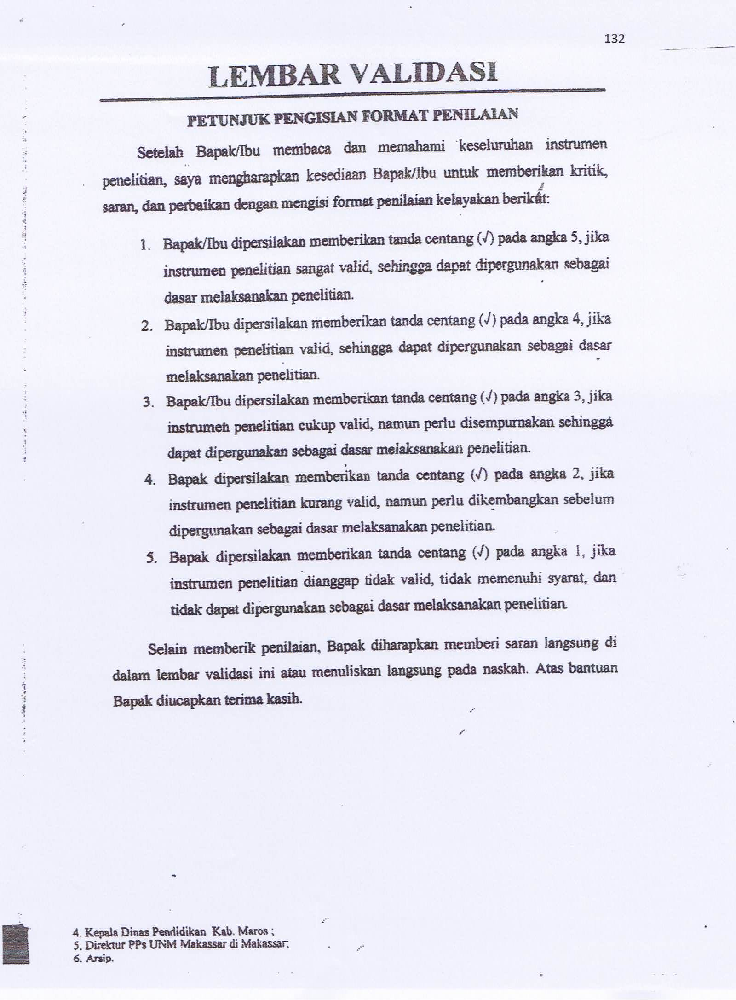 132
LEMBAR VALIDASI
PETUNJUK PENGISIAN FORMAT PENILAIAN
Setelah Bapak/Ibu membaca dan memahami keseluruhan instrumen
penelitian, saya mengharapkan kesediaan Bapak/Ibu untuk memberikan kritik,
saran, dan perbaikan dengan mengisi format penilaian kelayakan berikut:
1. Bapak/Ibu dipersilakan memberikan tanda centang (√) pada angka 5, jika
instrumen penelitian sangat valid, sehingga dapat dipergunakan sebagai
dasar melaksanakan penelitian.
2. Bapak/Ibu dipersilakan memberikan tanda centang (√) pada angka 4, jika
instrumen penelitian valid, sehingga dapat dipergunakan sebagai dasar
melaksanakan penelitian.
3. Bapak/Ibu dipersilakan memberikan tanda centang (√) pada angka 3, jika
instrumen penelitian cukup valid, namun perlu disempurnakan sehingga
dapat dipergunakan sebagai dasar melaksanakan penelitian.
4. Bapak dipersilakan memberikan tanda centang (√) pada angka 2, jika
instrumen penelitian kurang valid, namun perlu dikembangkan sebelum
dipergunakan sebagai dasar melaksanakan penelitian.
5. Bapak dipersilakan memberikan tanda centang (√) pada angka 1, jika
instrumen penelitian dianggap tidak valid, tidak memenuhi syarat, dan
tidak dapat dipergunakan sebagai dasar melaksanakan penelitian.
Selain memberik penilaian, Bapak diharapkan memberi saran langsung di
dalam lembar validasi ini atau menuliskan langsung pada naskah. Atas bantuan
Bapak diucapkan terima kasih.
4. Kepala Dinas Pendidikan Kab. Maros ;
5. Direktur PPs UNM Makassar di Makassar;
6. Arsip.